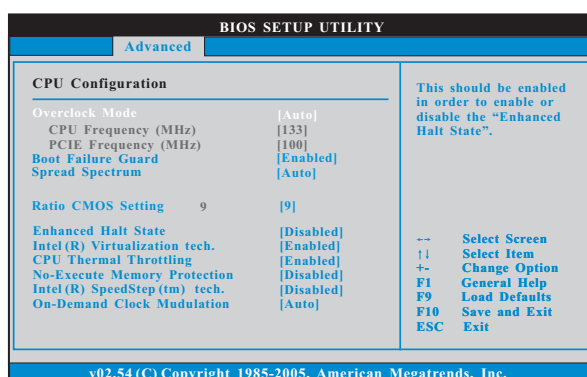 BIOS SETUP UTILITY
Advanced
CPU Configuration
Overclock Mode [Auto]
CPU Frequency (MHz) [133]
PCIE Frequency (MHz) [100]
Boot Failure Guard [Enabled]
Spread Spectrum [Auto]
Ratio CMOS Setting 9 [9]
Enhanced Halt State [Disabled]
Intel(R) Virtualization tech. [Enabled]
CPU Thermal Throttling [Enabled]
No-Execute Memory Protection [Disabled]
Intel(R) SpeedStep(tm) tech. [Disabled]
On-Demand Clock Mudulation [Auto]
This should be enabled
in order to enable or
disable the “Enhanced
Halt State”.
↔ Select Screen
↑↓ Select Item
+- Change Option
F1 General Help
F9 Load Defaults
F10 Save and Exit
ESC Exit
v02.54 (C) Copyright 1985-2005, American Megatrends, Inc.